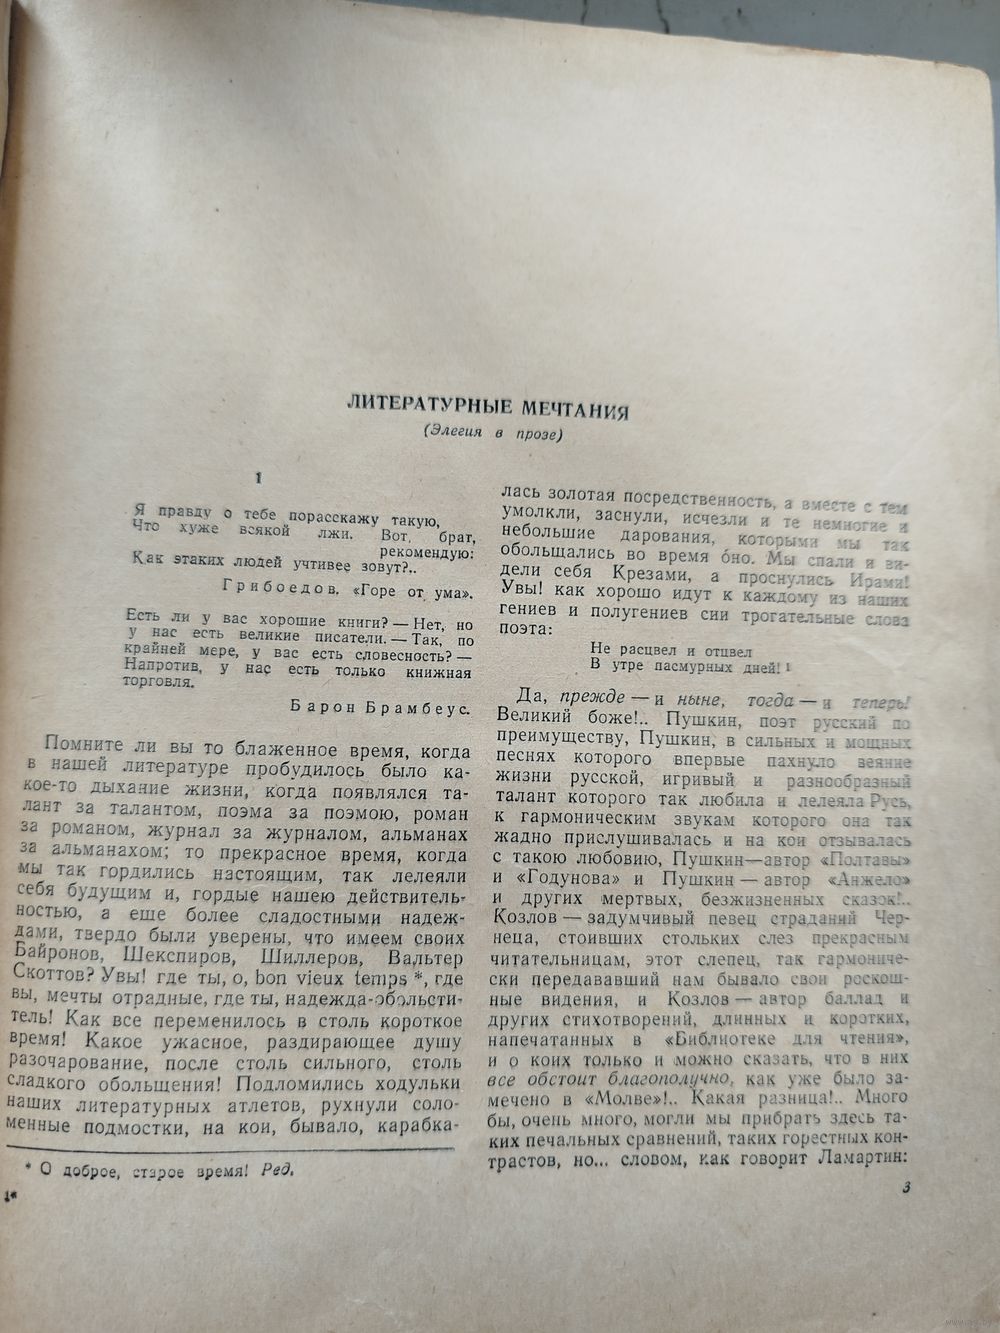 ЛИТЕРАТУРНЫЕ МЕЧТАНИЯ
(Элегия в прозе)
1
Я правду о тебе порасскажу такую,
Что хуже всякой лжи. Вот, брат,
рекомендую:
Как этаких людей учтивее зовут?..
Грибоедов, «Горе от ума».
Есть ли у вас хорошие книги? — Нет, но
у нас есть великие писатели. — Так, по
крайней мере, у вас есть словесность? —
Напротив, у нас есть только книжная
торговля.
Барон Брамбеус.
Помните ли вы то блаженное время, когда
в нашей литературе пробудилось было ка-
кое-то дыхание жизни, когда появлялся та-
лант за талантом, поэма за поэмою, роман
за романом, журнал за журналом, альманах
за альманахом; то прекрасное время, когда
мы так гордились настоящим, так лелеяли
себя будущим и, гордые нашею действитель-
ностью, а еще более сладостными надеж-
дами, твердо были уверены, что имеем своих
Байронов, Шекспиров, Шиллеров, Вальтер
Скоттов? Увы! где ты, о, bon vieux temps *, где
вы, мечты отрадные, где ты, надежда-обольсти-
тель! Как все переменилось в столь короткое
время! Какое ужасное, раздирающее душу
разочарование, после столь сильного, столь
сладкого обольщения! Подломились ходульки
наших литературных атлетов, рухнули соло-
менные подмостки, на кои, бывало, карабка-
* О доброе, старое время! Ред.
1*
лась золотая посредственность, а вместе с тем
умолкли, заснули, исчезли и те немногие и
небольшие дарования, которыми мы так
обольщались во время óно. Мы спали и ви-
дели себя Крезами, а проснулись Ирами!
Увы! как хорошо идут к каждому из наших
гениев и полугениев сии трогательные слова
поэта:
Не расцвел и отцвел
В утре пасмурных дней! 1
Да, прежде — и ныне, тогда — и теперь!
Великий боже!.. Пушкин, поэт русский по
преимуществу, Пушкин, в сильных и мощных
песнях которого впервые пахнуло веяние
жизни русской, игривый и разнообразный
талант которого так любила и лелеяла Русь,
к гармоническим звукам которого она так
жадно прислушивалась и на кои отзывалась
с такою любовию, Пушкин—автор «Полтавы»
и «Годунова» и Пушкин — автор «Анжело»
и других мертвых, безжизненных сказок!..
Козлов — задумчивый певец страданий Чер-
неца, стоивших стольких слез прекрасным
читательницам, этот слепец, так гармониче-
ски передававший нам бывало свои роскош-
ные видения, и Козлов — автор баллад и
других стихотворений, длинных и коротких,
напечатанных в «Библиотеке для чтения»,
и о коих только и можно сказать, что в них
все обстоит благополучно, как уже было за-
мечено в «Молве»!.. Какая разница!.. Много
бы, очень много, могли мы прибрать здесь та-
ких печальных сравнений, таких горестных кон-
трастов, но... словом, как говорит Ламартин:
3